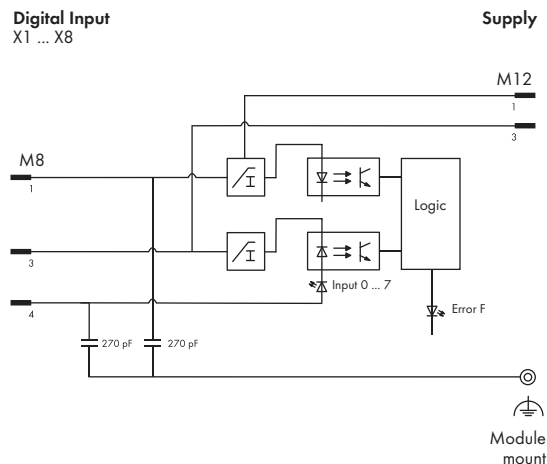 Digital Input
X1 ... X8
Supply
M12
1
3
M8
1
Logic
3
Input 0 ... 7
4
Error F
270 pF
270 pF
Module
mount